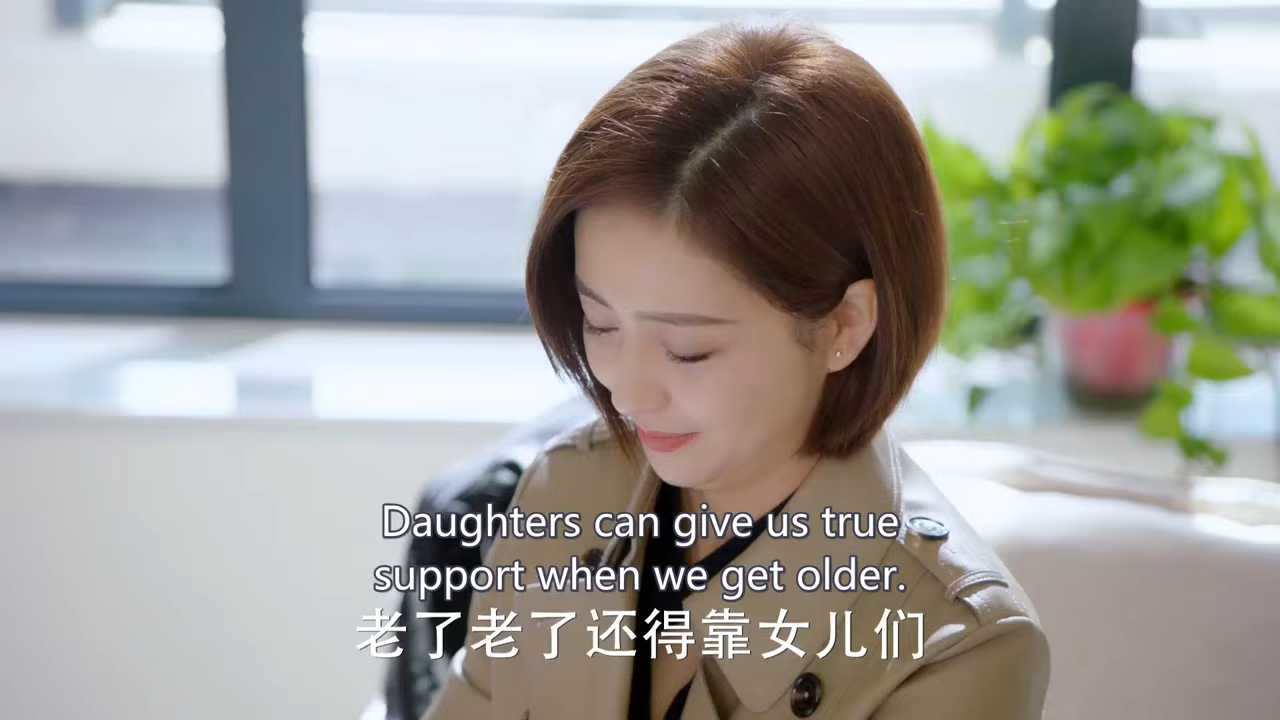 Daughters can give us true
support when we get older.
老了老了还得靠女儿们